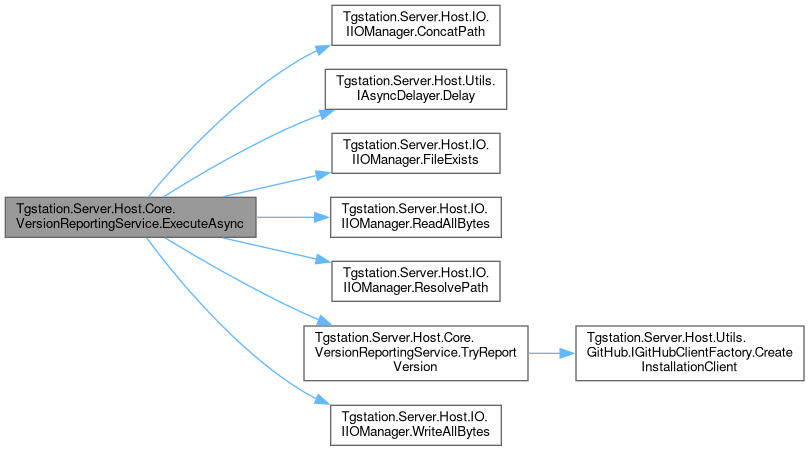 Tgstation.Server.Host.Core.
VersionReportingService.ExecuteAsync
Tgstation.Server.Host.IO.
IIOManager.ConcatPath
Tgstation.Server.Host.Utils.
IAsyncDelayer.Delay
Tgstation.Server.Host.IO.
IIOManager.FileExists
Tgstation.Server.Host.IO.
IIOManager.ReadAllBytes
Tgstation.Server.Host.IO.
IIOManager.ResolvePath
Tgstation.Server.Host.Core.
VersionReportingService.TryReport
Version
Tgstation.Server.Host.Utils.
GitHub.IGitHubClientFactory.Create
InstallationClient
Tgstation.Server.Host.IO.
IIOManager.WriteAllBytes